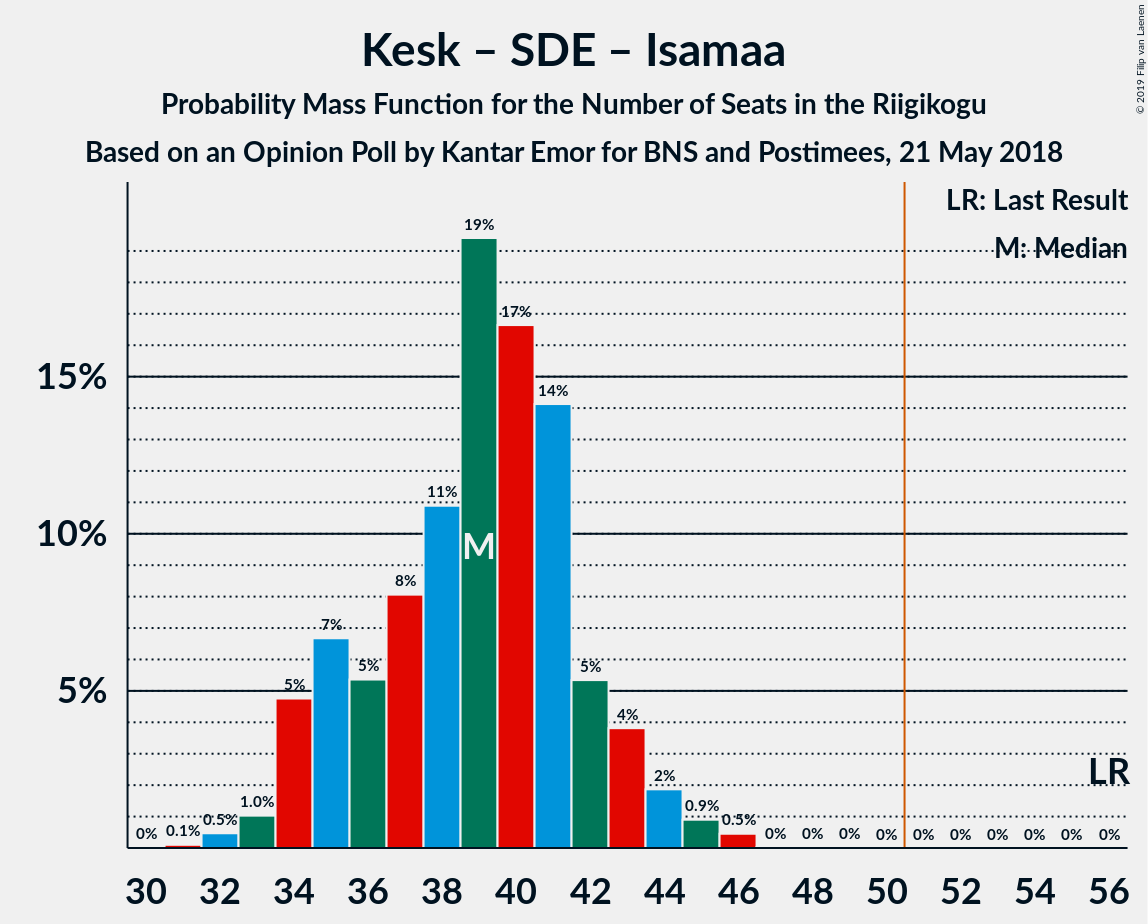 © 2019 Filip van Laenen
Kesk – SDE – Isamaa
Probability Mass Function for the Number of Seats in the Riigikogu
Based on an Opinion Poll by Kantar Emor for BNS and Postimees, 21 May 2018
LR: Last Result
M: Median
15%
10%
5%
0% 0.1% 0.5% 1.0% 5% 7% 5% 8% 11% 19% 17% 14% 5% 4% 2% 0.9% 0.5% 0% 0% 0% 0% 0% 0% 0% 0% 0% 0%
M
LR
30 32 34 36 38 40 42 44 46 48 50 52 54 56